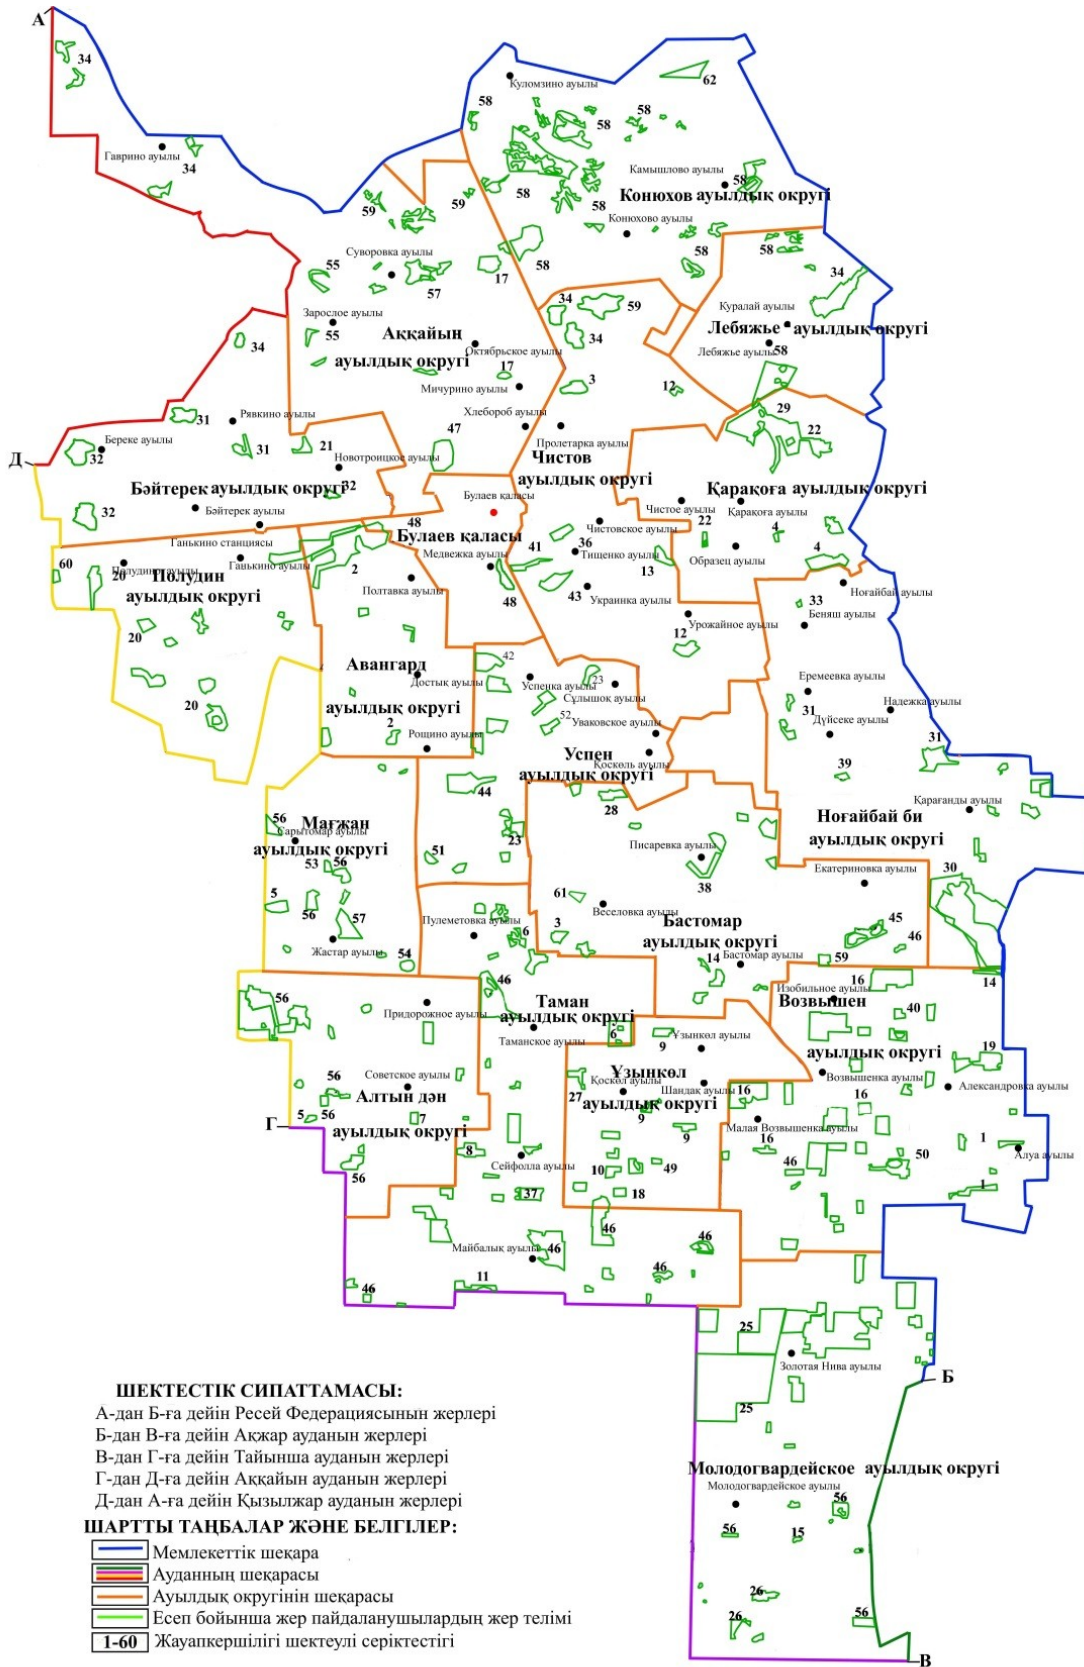 А
34
Куломзино ауылы
62
58
58
58
58
Гаврино ауылы
34
Камышлово ауылы
58
59
59
58
58
Конюхов ауылдық округі
Конюхово ауылы
Суворовка ауылы
55
57
17
58
58
58
34
Куралай ауылы
34
59
Зарослое ауылы
55
34
Аққайың
ауылдық округі
Октябрьское ауылы
34
Лебяжье ауылдық округі
Лебяжье ауылы
58
17
Мичурино ауылы
3
12
29
Рявкино ауылы
31
Хлебороб ауылы
Пролетарка ауылы
22
Береке ауылы
32
31
21
47
Чистов
ауылдық округі
Д
Новотроицкое ауылы
Бәйтерек ауылдық округі
32
Булаев қаласы
Қарақоға ауылдық округі
Чистое ауылы
Қарақоға ауылы
32
Бәйтерек ауылы
48
Булаев қаласы
Чистовское ауылы
22
4
Ганькино станциясы
Ганькино ауылы
Медвежка ауылы
41
36
Тищенко ауылы
13
Образец ауылы
4
60
Полудино ауылы
20
Полудин
ауылдық округі
2
Полтавка ауылы
48
43
Украинка ауылы
Ноғайбай ауылы
33
Беняш ауылы
20
12
Урожайное ауылы
Авангард
ауылдық округі
Достық ауылы
42
Успенка ауылы
23
Сұлышок ауылы
Еремеевка ауылы
31
Надежка ауылы
Дүйсеке ауылы
20
2
Рощино ауылы
52
Уваковское ауылы
Успен
ауылдық округі
Қоскөль ауылы
31
39
44
28
Қарағанды ауылы
Ноғайбай би
ауылдық округі
56
Мағжан
ауылдық округі
Сарытомар ауылы
23
53
56
51
Писаревка ауылы
38
Екатериновка ауылы
30
5
56
57
61
Веселовка ауылы
Пулеметовка ауылы
6
3
Бастомар
ауылдық округі
45
46
Жастар ауылы
54
14
Бастомар ауылы
59
46
16
Изобильное ауылы
14
56
Придорожное ауылы
Таман
ауылдық округі
Таманское ауылы
6
9
Ұзынкөл ауылы
Возвышен
ауылдық округі
40
19
Ұзынкөл
ауылдық округі
Қоскөл ауылы
Шандақ ауылы
Возвышенка ауылы
Александровка ауылы
56
Советское ауылы
Алтын дән
ауылдық округі
27
16
16
Г
5
56
7
9
9
Малая Возвышенка ауылы
16
1
Алуа ауылы
56
8
Сейфолла ауылы
10
49
46
50
37
18
1
46
46
Майбалық ауылы
46
46
11
46
25
Золотая Нива ауылы
Б
25
ШЕКТЕСТІК СИПАТТАМАСЫ:
А-дан Б-ға дейін Ресей Федерациясынын жерлері
Б-дан В-ға дейін Ақжар ауданын жерлері
В-дан Г-ға дейін Тайынша ауданын жерлері
Г-дан Д-ға дейін Аққайын ауданын жерлері
Д-дан А-ға дейін Қызылжар ауданын жерлері
Молодогвардейское ауылдық округі
Молодогвардейское ауылы
56
56
15
ШАРТТЫ ТАҢБАЛАР ЖӘНЕ БЕЛГІЛЕР:
Мемлекеттік шеқара
Ауданның шеқарасы
Ауылдық округінін шеқарасы
Есеп бойынша жер пайдаланушылардың жер телімі
1-60 Жауапкершілігі шектеулі серіктестігі
26
26
56
В